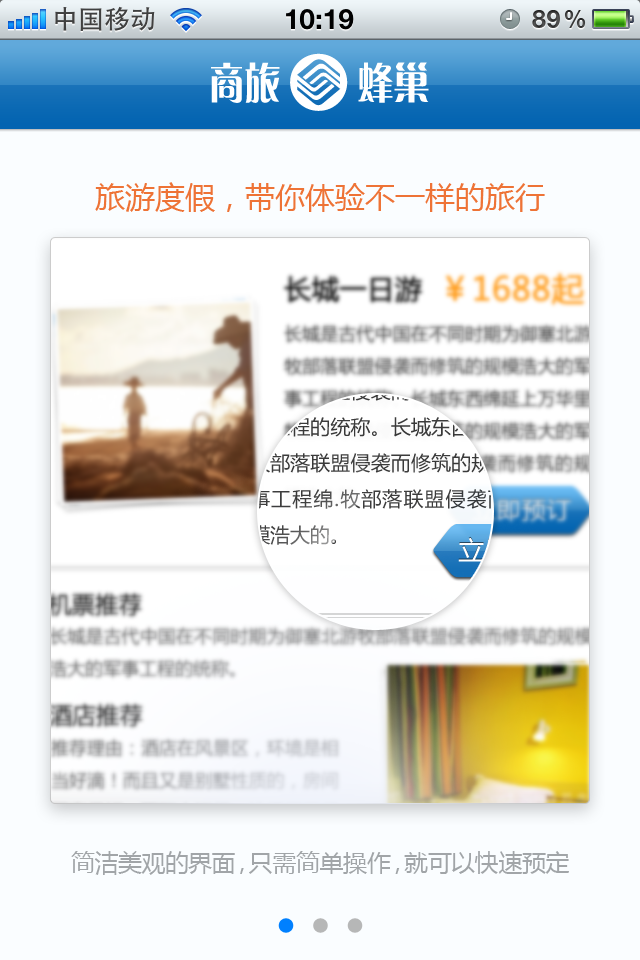 中国移动 10:19 89%
商旅 蜂巢
旅游度假，带你体验不一样的旅行
长城一日游 ￥1688起
长城是古代中国在不同时期为御塞北游
牧部落联盟侵袭而修筑的规模浩大的军
事工程的统称。长城东西绵延上万华里
的规模浩大的军
侵袭而修筑的规
程的统称。长城东西
部落联盟侵袭而修筑的规
事工程绵.牧部落联盟侵袭而
模浩大的。
立
即预订
机票推荐
长城是古代中国在不同时期为御塞北游牧部落联盟侵袭而修筑的规模
浩大的军事工程的统称。
酒店推荐
推荐理由：酒店在风景区，环境是相
当好滴！而且又是别墅性质的，房间
简洁美观的界面,只需简单操作,就可以快速预定